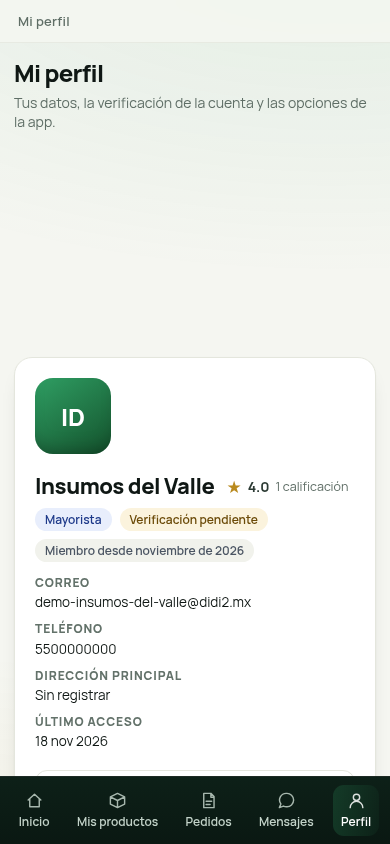 Mi perfil
Mi perfil
Tus datos, la verificación de la cuenta y las opciones de
la app.
ID
Insumos del Valle ★ 4.0 1 calificación
Mayorista Verificación pendiente
Miembro desde noviembre de 2026
CORREO
demo-insumos-del-valle@didi2.mx
TELÉFONO
5500000000
DIRECCIÓN PRINCIPAL
Sin registrar
ÚLTIMO ACCESO
18 nov 2026
Inicio Mis productos Pedidos Mensajes Perfil